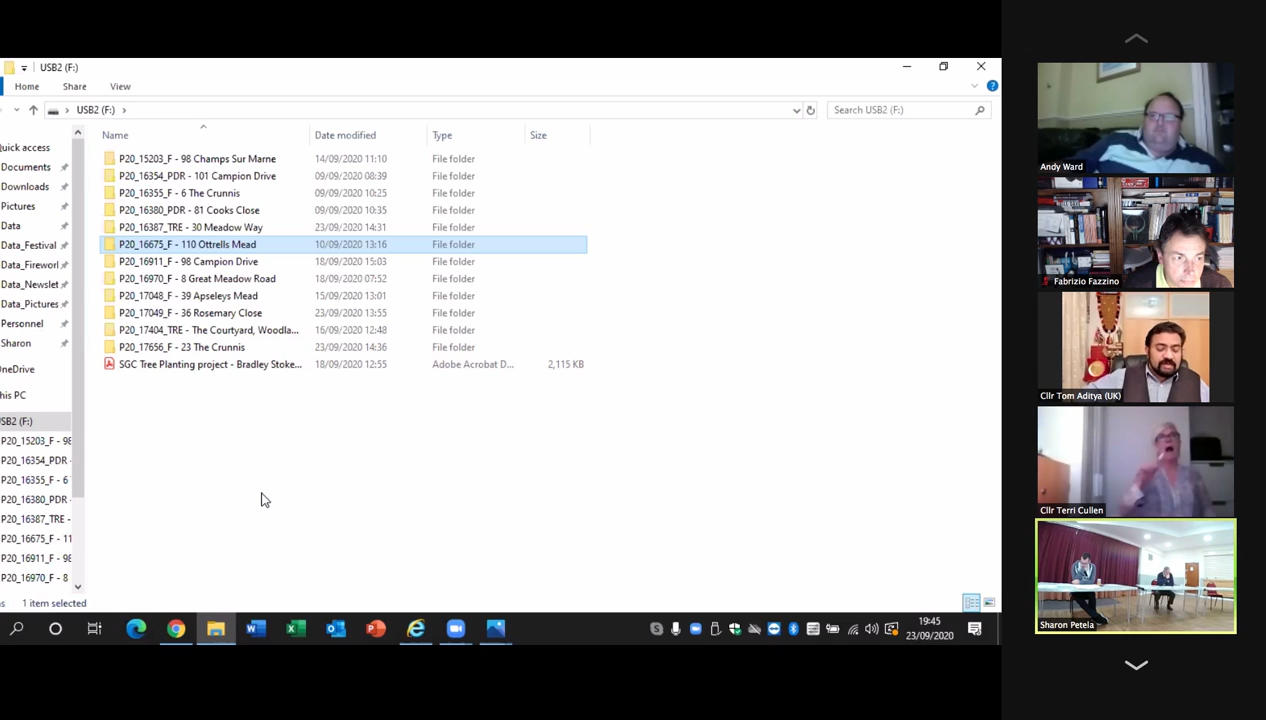 USB2 (F:)
Home Share View
USB2 (F:) Search USB2 (F:)
Name Date modified Type Size
P20_15203_F - 98 Champs Sur Marne 14/09/2020 11:10 File folder
P20_16354_PDR - 101 Campion Drive 09/09/2020 08:39 File folder
P20_16355_F - 6 The Crunnis 09/09/2020 10:25 File folder
P20_16380_PDR - 81 Cooks Close 09/09/2020 10:35 File folder
P20_16387_TRE - 30 Meadow Way 23/09/2020 14:31 File folder
P20_16675_F - 110 Ottrells Mead 10/09/2020 13:16 File folder
P20_16911_F - 98 Campion Drive 18/09/2020 15:03 File folder
P20_16970_F - 8 Great Meadow Road 18/09/2020 07:52 File folder
P20_17048_F - 39 Apseleys Mead 15/09/2020 13:01 File folder
P20_17049_F - 36 Rosemary Close 23/09/2020 13:55 File folder
P20_17404_TRE - The Courtyard, Woodla... 16/09/2020 12:48 File folder
P20_17656_F - 23 The Crunnis 23/09/2020 14:36 File folder
SGC Tree Planting project - Bradley Stoke... 18/09/2020 12:55 Adobe Acrobat D... 2,115 KB
Quick access
Documents
Downloads
Pictures
Data
Data_Festival
Data_Firewor
Data_Newslet
Data_Pictures
Personnel
Sharon
OneDrive
his PC
USB2 (F:)
P20_15203_F - 98
P20_16354_PDR -
P20_16355_F - 6
P20_16380_PDR -
P20_16387_TRE -
P20_16675_F - 11
P20_16911_F - 98
P20_16970_F - 8
ns 1 item selected
19:45
23/09/2020
Andy Ward
Fabrizio Fazzino
Cllr Tom Aditya (UK)
Cllr Terri Cullen
Sharon Petela